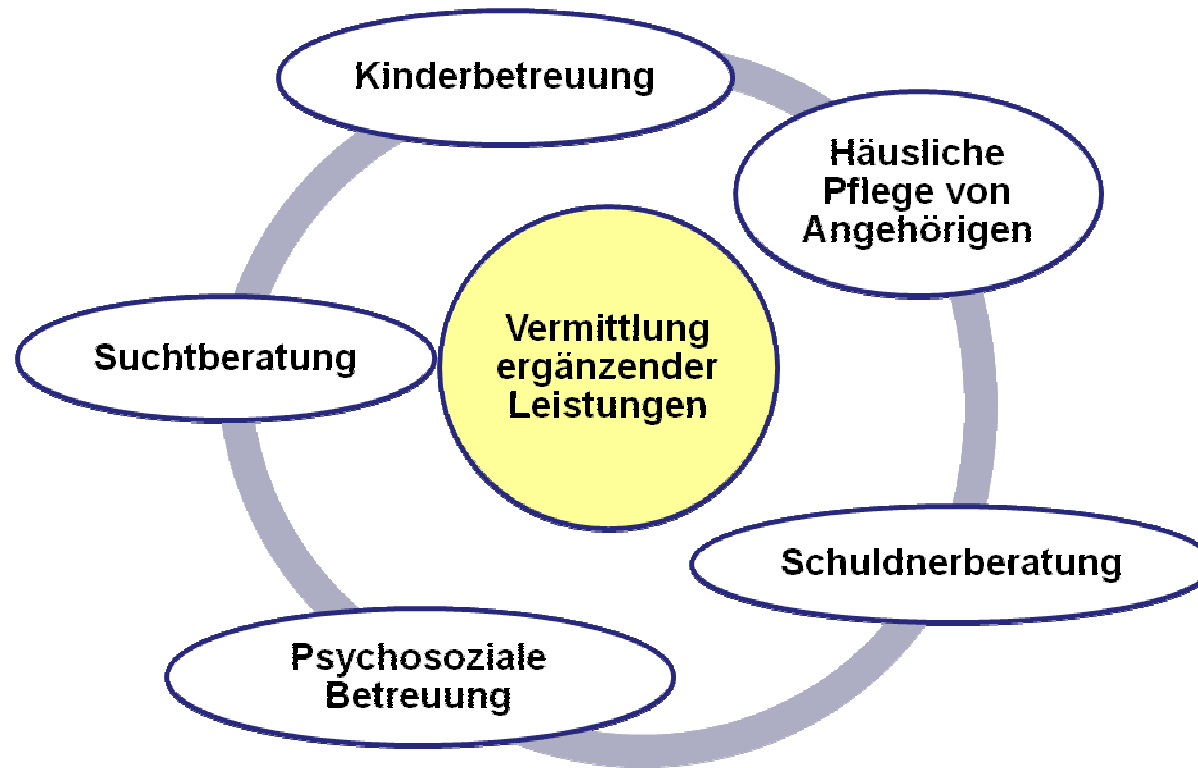 Kinderbetreuung
Häusliche
Pflege von
Angehörigen
Vermittlung
ergänzender
Leistungen
Suchtberatung
Schuldnerberatung
Psychosoziale
Betreuung